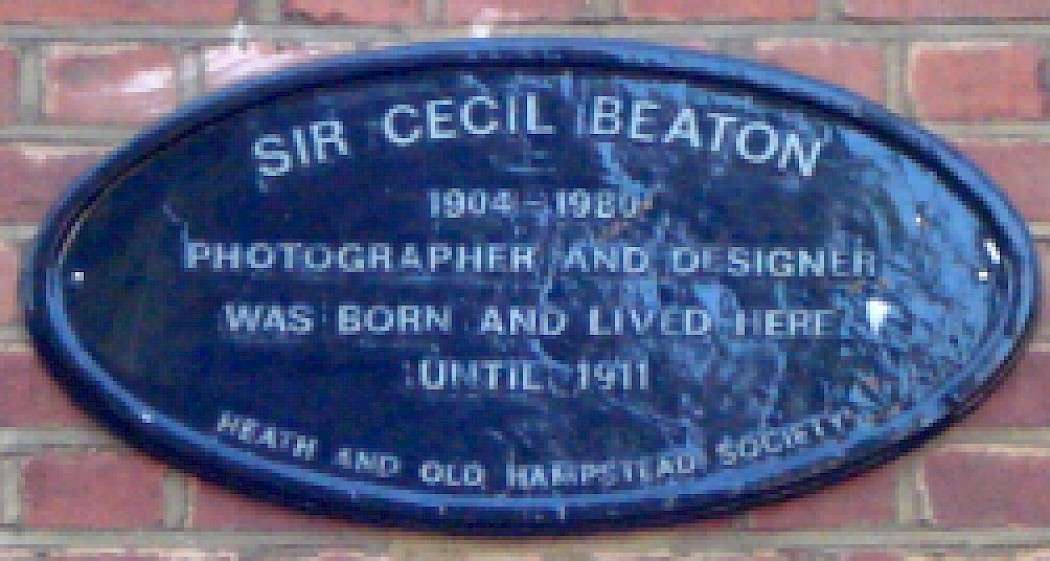 SIR CECIL BEATON
1904-1980
PHOTOGRAPHER AND DESIGNER
WAS BORN AND LIVED HERE
UNTIL 1911
HEATH AND OLD HAMPSTEAD SOCIETY